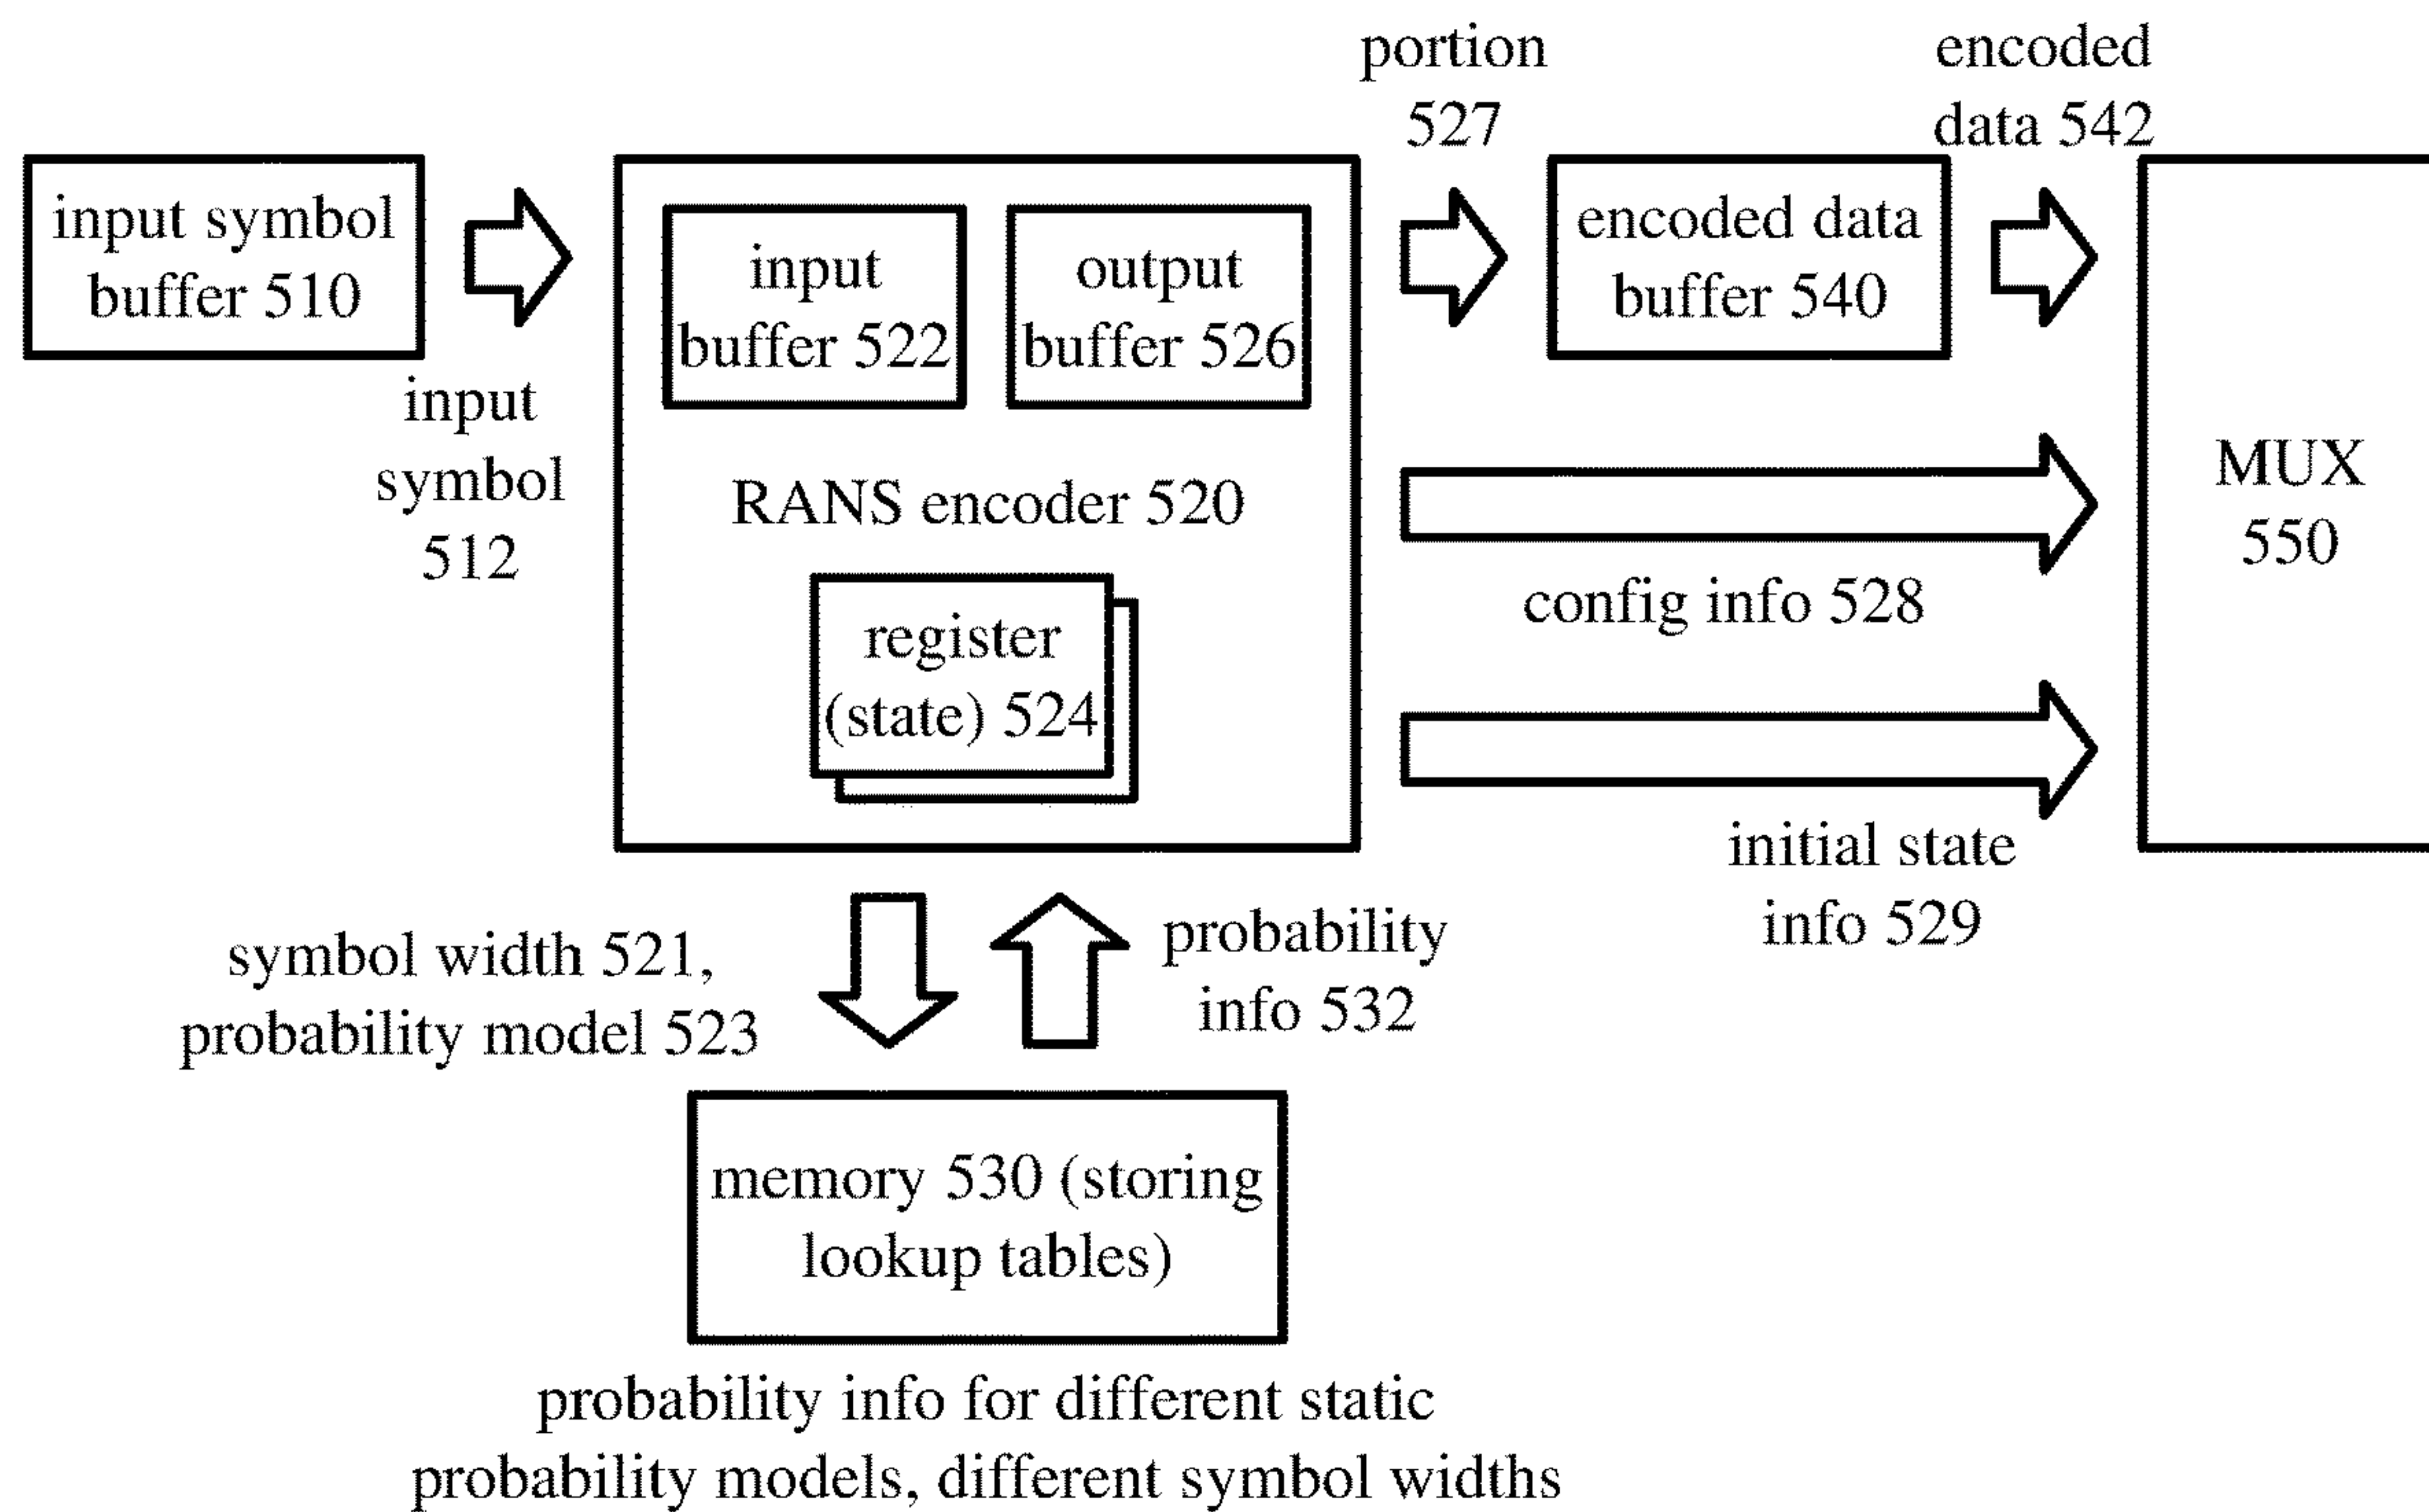 portion
527
encoded
data 542
input symbol
buffer 510
input
buffer 522
output
buffer 526
encoded data
buffer 540
input
symbol
512
RANS encoder 520
MUX
550
config info 528
register
(state) 524
initial state
info 529
symbol width 521,
probability model 523
probability
info 532
memory 530 (storing
lookup tables)
probability info for different static
probability models, different symbol widths